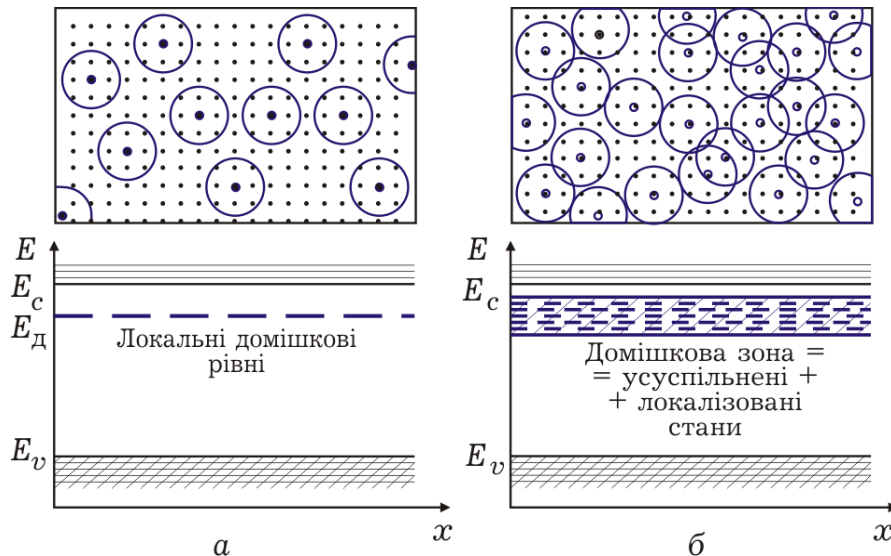 E
E_c
E_д
Локальні домішкові
рівні
E_v
x
а
E
E_c
Домішкова зона =
= усуспільнені +
+ локалізовані
стани
E_v
x
б